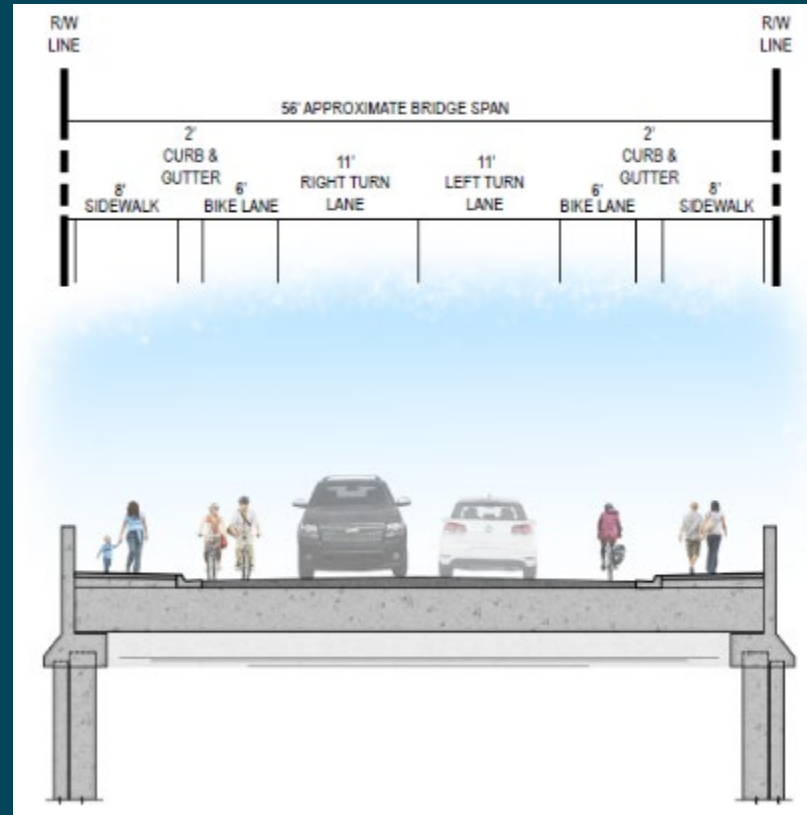 R/W
LINE
R/W
LINE
56' APPROXIMATE BRIDGE SPAN
8'
SIDEWALK
2'
CURB &
GUTTER
6'
BIKE LANE
11'
RIGHT TURN
LANE
11'
LEFT TURN
LANE
6'
BIKE LANE
2'
CURB &
GUTTER
8'
SIDEWALK